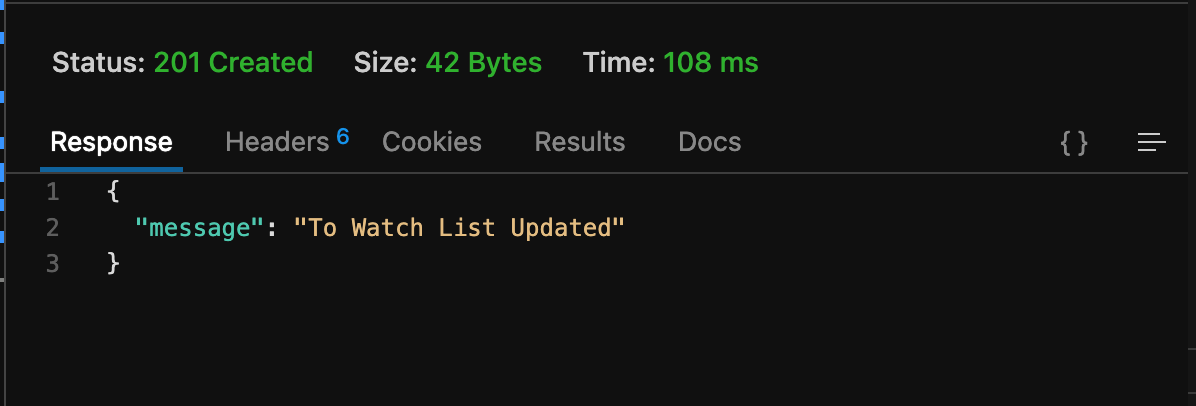 Status: 201 Created Size: 42 Bytes Time: 108 ms
Response Headers 6 Cookies Results Docs { }
1 {
2 "message": "To Watch List Updated"
3 }